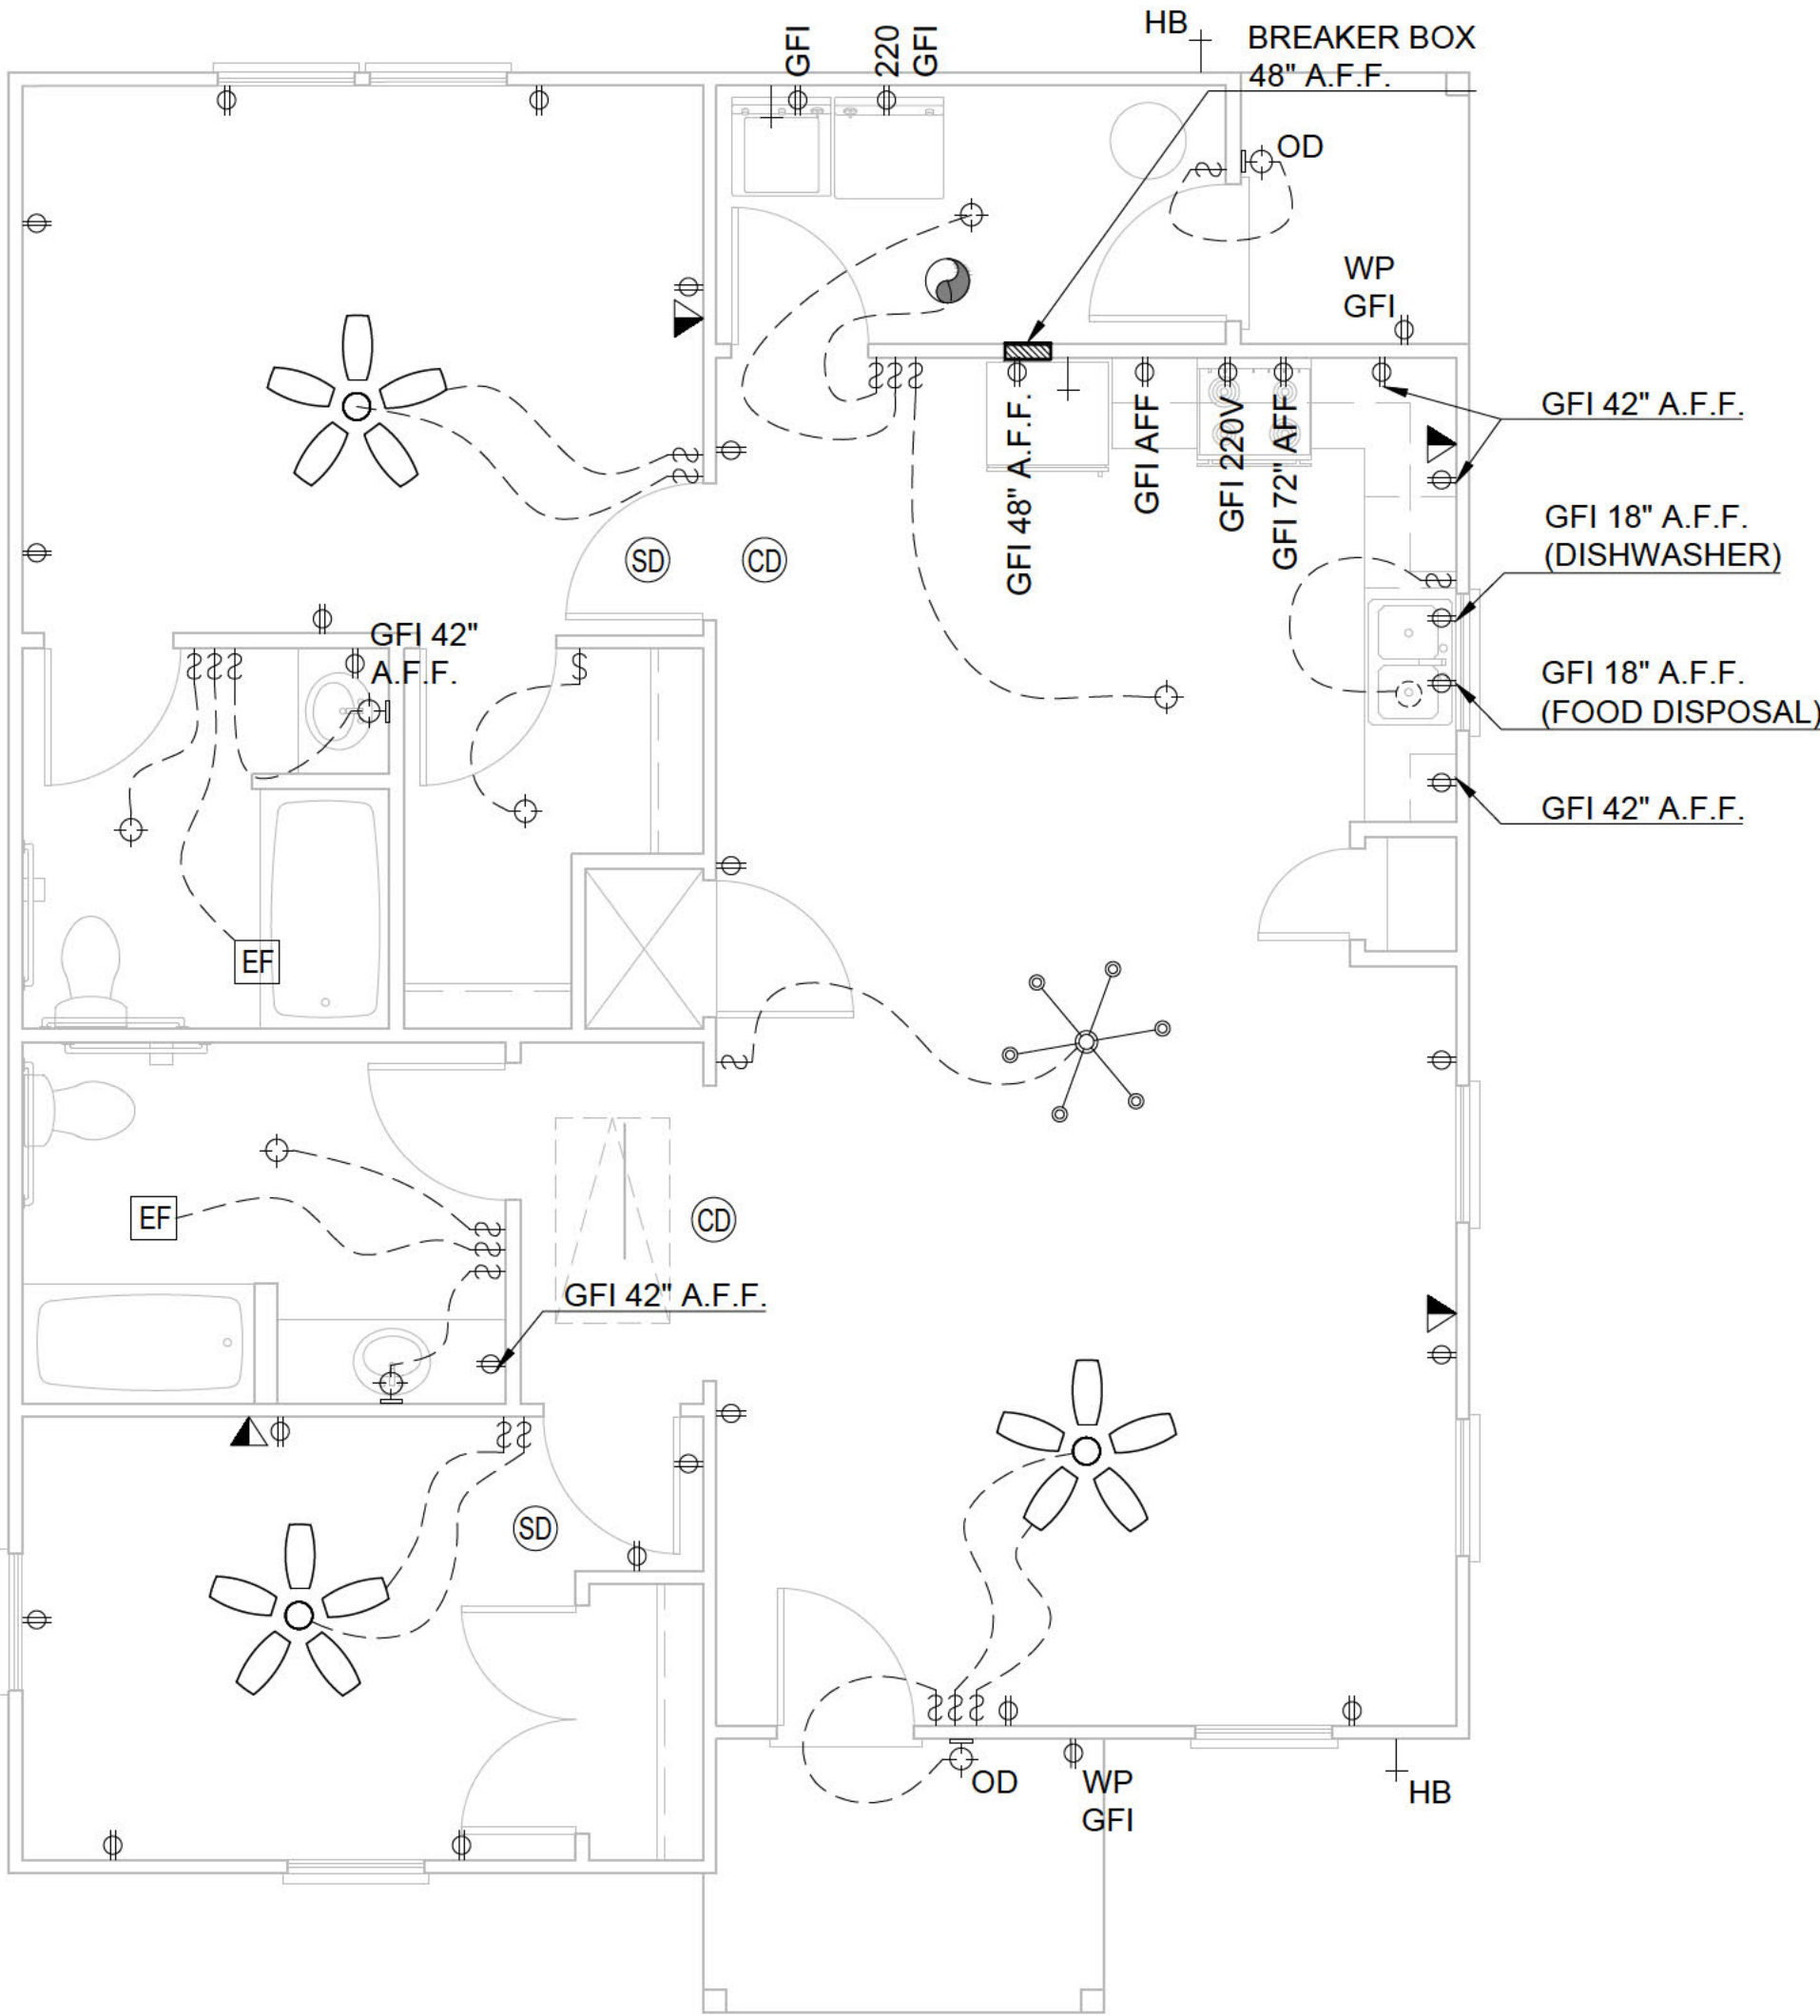 HB
BREAKER BOX
48" A.F.F.
GFI
220
GFI
OD
WP
GFI
GFI 42" A.F.F.
GFI 48" A.F.F.
GFI AFF
GFI 220V
GFI 72" AFF
GFI 18" A.F.F.
(DISHWASHER)
SD
CD
GFI 42"
A.F.F.
GFI 18" A.F.F.
(FOOD DISPOSAL)
GFI 42" A.F.F.
EF
EF
CD
GFI 42" A.F.F.
SD
OD
WP
GFI
HB